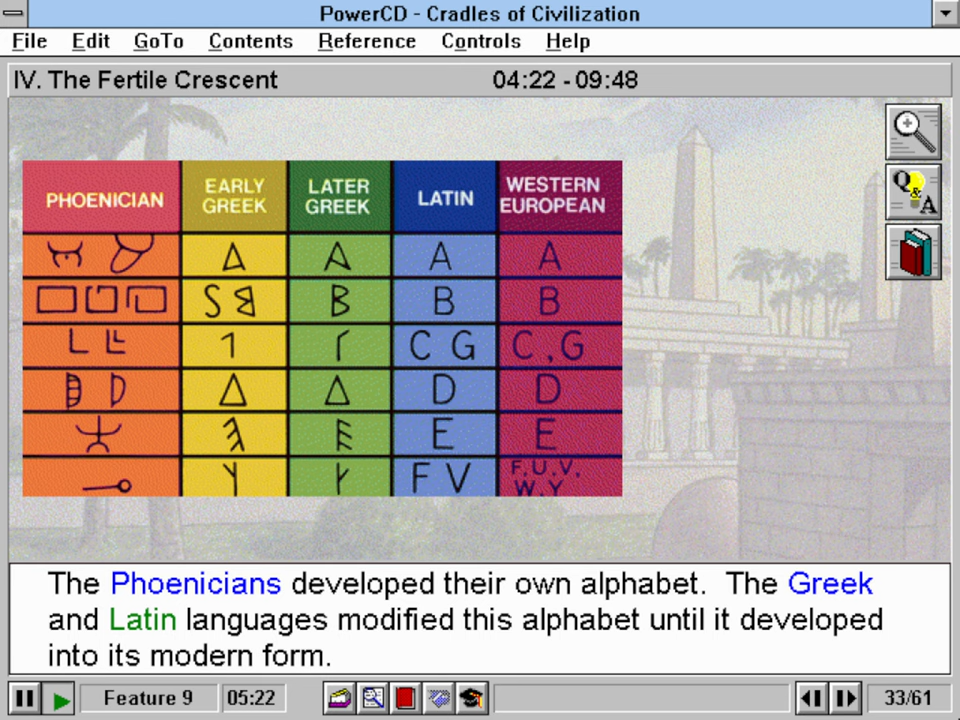 PowerCD - Cradles of Civilization
File Edit GoTo Contents Reference Controls Help
IV. The Fertile Crescent 04:22 - 09:48
Q&A
PHOENICIAN EARLY GREEK LATER GREEK LATIN WESTERN EUROPEAN
A A
B B
C G C,G
Δ Δ D D
E E
F V F,U,V,
W,Y
The Phoenicians developed their own alphabet. The Greek
and Latin languages modified this alphabet until it developed
into its modern form.
Feature 9 05:22 33/61